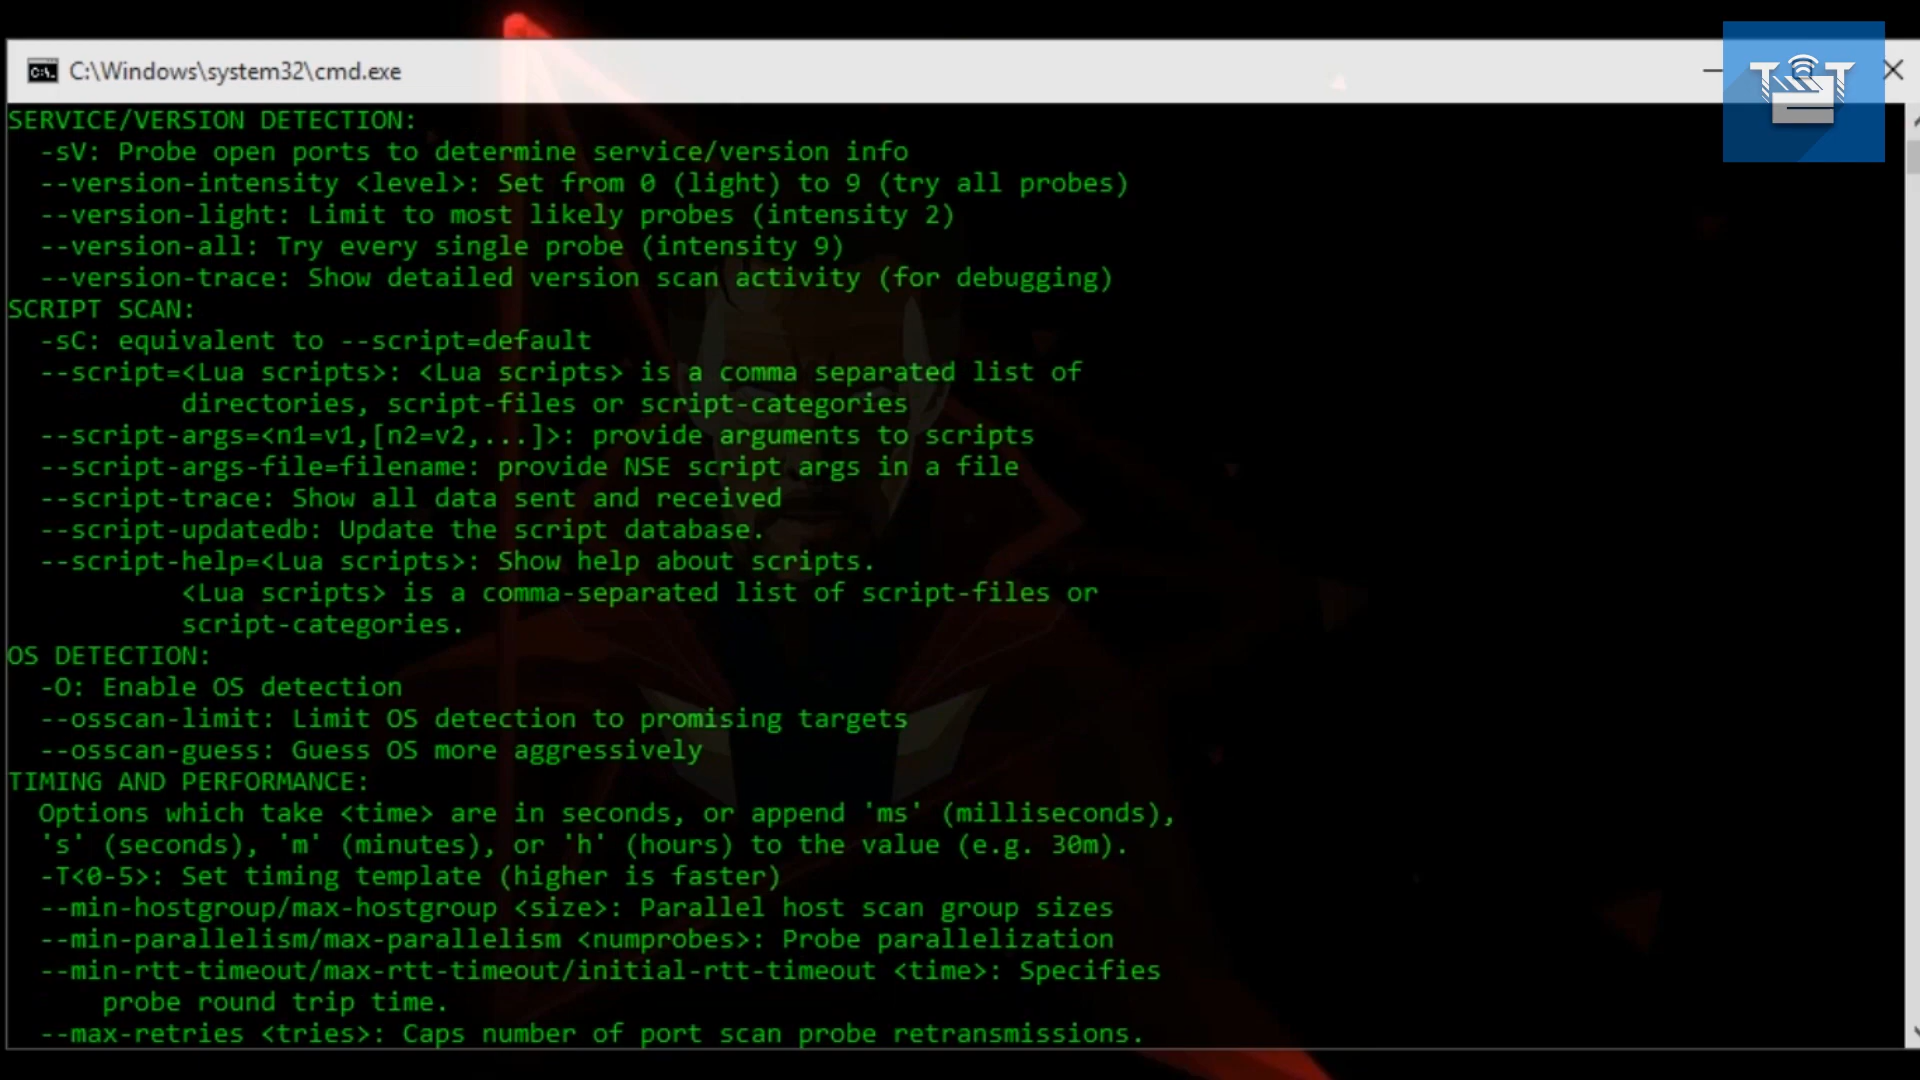 C:\Windows\system32\cmd.exe
TST
SERVICE/VERSION DETECTION:
  -sV: Probe open ports to determine service/version info
  --version-intensity <level>: Set from 0 (light) to 9 (try all probes)
  --version-light: Limit to most likely probes (intensity 2)
  --version-all: Try every single probe (intensity 9)
  --version-trace: Show detailed version scan activity (for debugging)
SCRIPT SCAN:
  -sC: equivalent to --script=default
  --script=<Lua scripts>: <Lua scripts> is a comma separated list of
           directories, script-files or script-categories
  --script-args=<n1=v1,[n2=v2,...]>: provide arguments to scripts
  --script-args-file=filename: provide NSE script args in a file
  --script-trace: Show all data sent and received
  --script-updatedb: Update the script database.
  --script-help=<Lua scripts>: Show help about scripts.
           <Lua scripts> is a comma-separated list of script-files or
           script-categories.
OS DETECTION:
  -O: Enable OS detection
  --osscan-limit: Limit OS detection to promising targets
  --osscan-guess: Guess OS more aggressively
TIMING AND PERFORMANCE:
  Options which take <time> are in seconds, or append 'ms' (milliseconds),
  's' (seconds), 'm' (minutes), or 'h' (hours) to the value (e.g. 30m).
  -T<0-5>: Set timing template (higher is faster)
  --min-hostgroup/max-hostgroup <size>: Parallel host scan group sizes
  --min-parallelism/max-parallelism <numprobes>: Probe parallelization
  --min-rtt-timeout/max-rtt-timeout/initial-rtt-timeout <time>: Specifies
      probe round trip time.
  --max-retries <tries>: Caps number of port scan probe retransmissions.